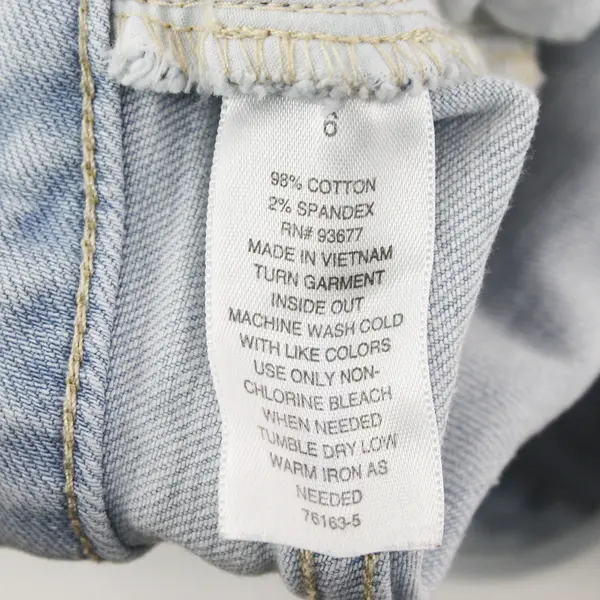 6
98% COTTON
2% SPANDEX
RN# 93677
MADE IN VIETNAM
TURN GARMENT
INSIDE OUT
MACHINE WASH COLD
WITH LIKE COLORS
USE ONLY NON-
CHLORINE BLEACH
WHEN NEEDED
TUMBLE DRY LOW
WARM IRON AS
NEEDED
76163-5